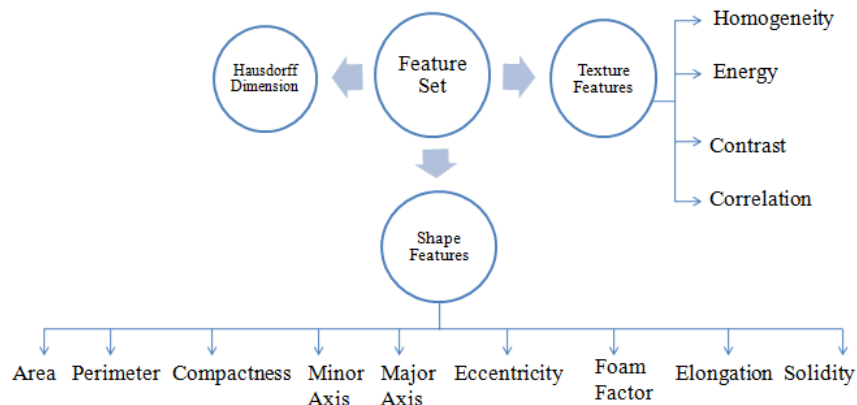 Hausdorff
Dimension
Feature
Set
Texture
Features
Homogeneity
Energy
Contrast
Correlation
Shape
Features
Area
Perimeter
Compactness
Minor
Axis
Major
Axis
Eccentricity
Foam
Factor
Elongation
Solidity